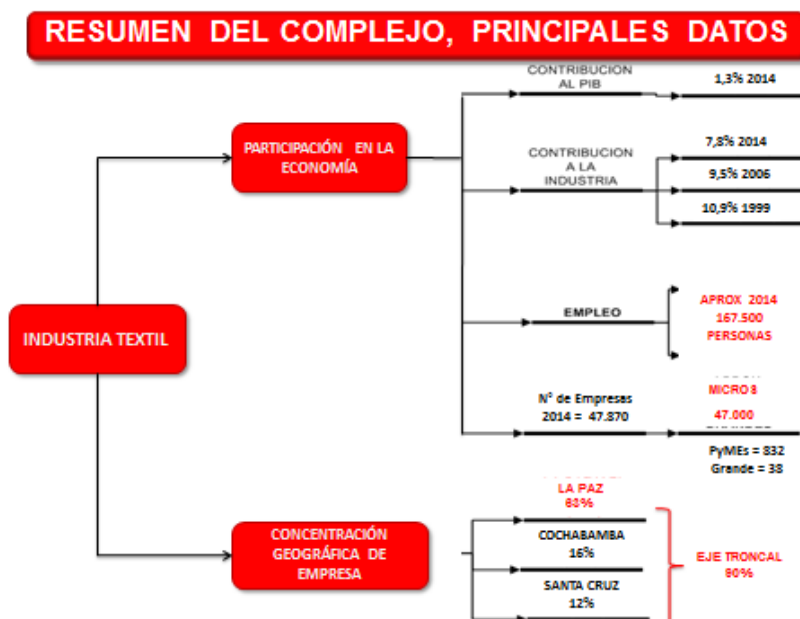 RESUMEN DEL COMPLEJO, PRINCIPALES DATOS
CONTRIBUCION
AL PIB
1,3% 2014
PARTICIPACIÓN EN LA
ECONOMÍA
CONTRIBUCION
A LA
INDUSTRIA
7,8% 2014
9,5% 2006
10,9% 1999
INDUSTRIA TEXTIL
EMPLEO
APROX 2014
167.500
PERSONAS
N° de Empresas
2014 = 47.870
MICRO
47.000
PyMEs = 832
Grande = 38
CONCENTRACIÓN
GEOGRÁFICA DE
EMPRESA
LA PAZ
COCHABAMBA
16%
SANTA CRUZ
12%
EJE TRONCAL